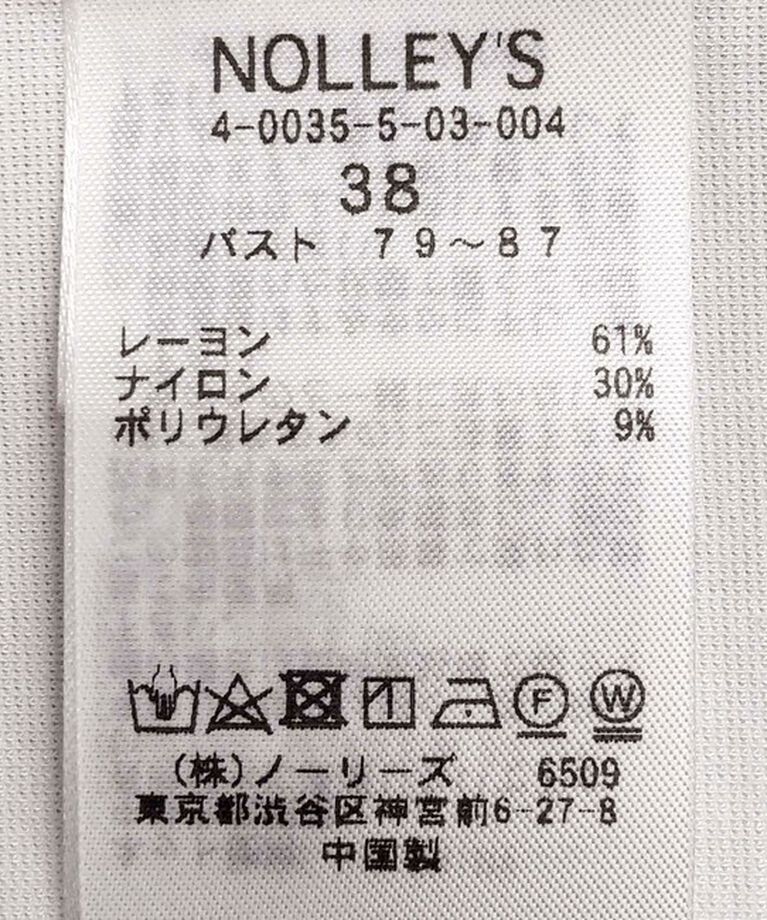 NOLLEY'S
4-0035-5-03-004
38
バスト 79～87
レーヨン 61%
ナイロン 30%
ポリウレタン 9%
F W
(株)ノーリーズ 6509
東京都渋谷区神宮前6-27-8
中国製